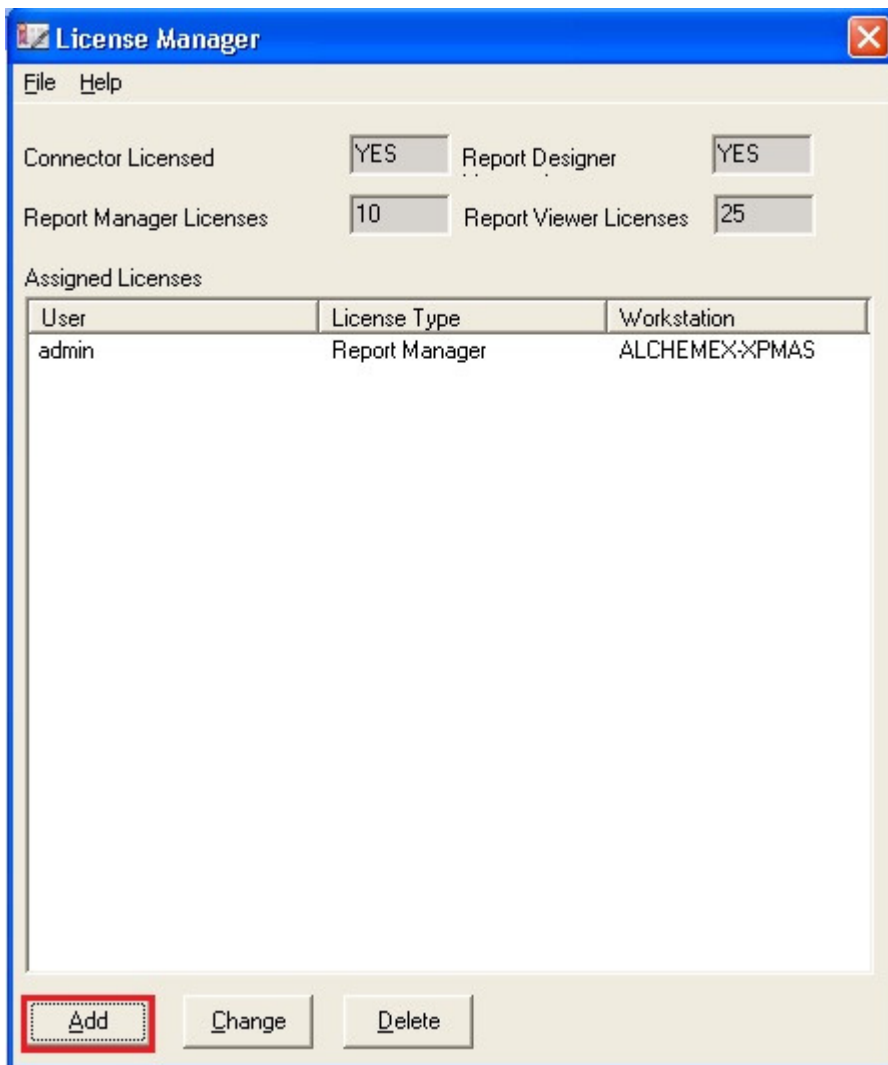 License Manager
File Help
Connector Licensed YES Report Designer YES
Report Manager Licenses 10 Report Viewer Licenses 25
Assigned Licenses
User License Type Workstation
admin Report Manager ALCHEMEX-XPMAS
Add Change Delete